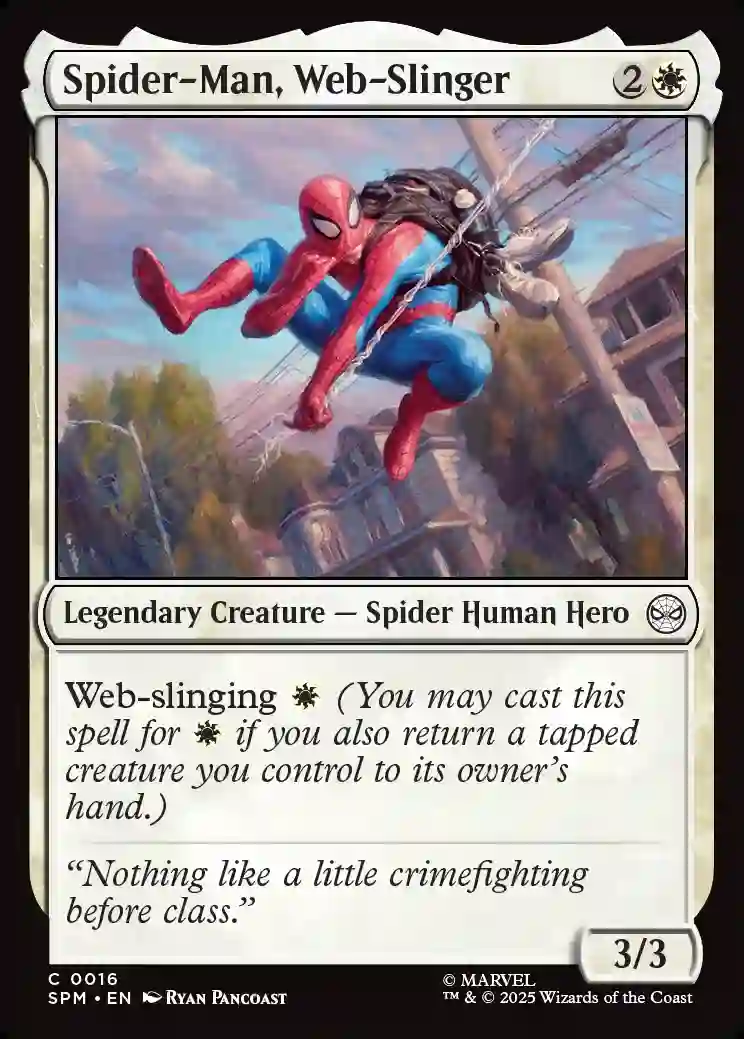 Spider-Man, Web-Slinger 2
Legendary Creature — Spider Human Hero
Web-slinging (You may cast this
spell for if you also return a tapped
creature you control to its owner's
hand.)
“Nothing like a little crimefighting
before class.”
3/3
C 0016
SPM • EN Ryan Pancoast
© MARVEL
™ & © 2025 Wizards of the Coast